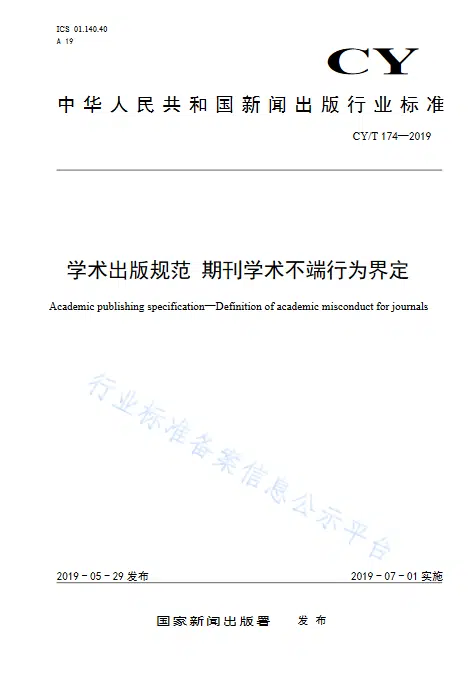 ICS 01.140.40
A 19
CY
中华人民共和国新闻出版行业标准
CY/T 174—2019
学术出版规范 期刊学术不端行为界定
Academic publishing specification—Definition of academic misconduct for journals
行业标准备案信息公示平台
2019-05-29 发布 2019-07-01 实施
国家新闻出版署 发布